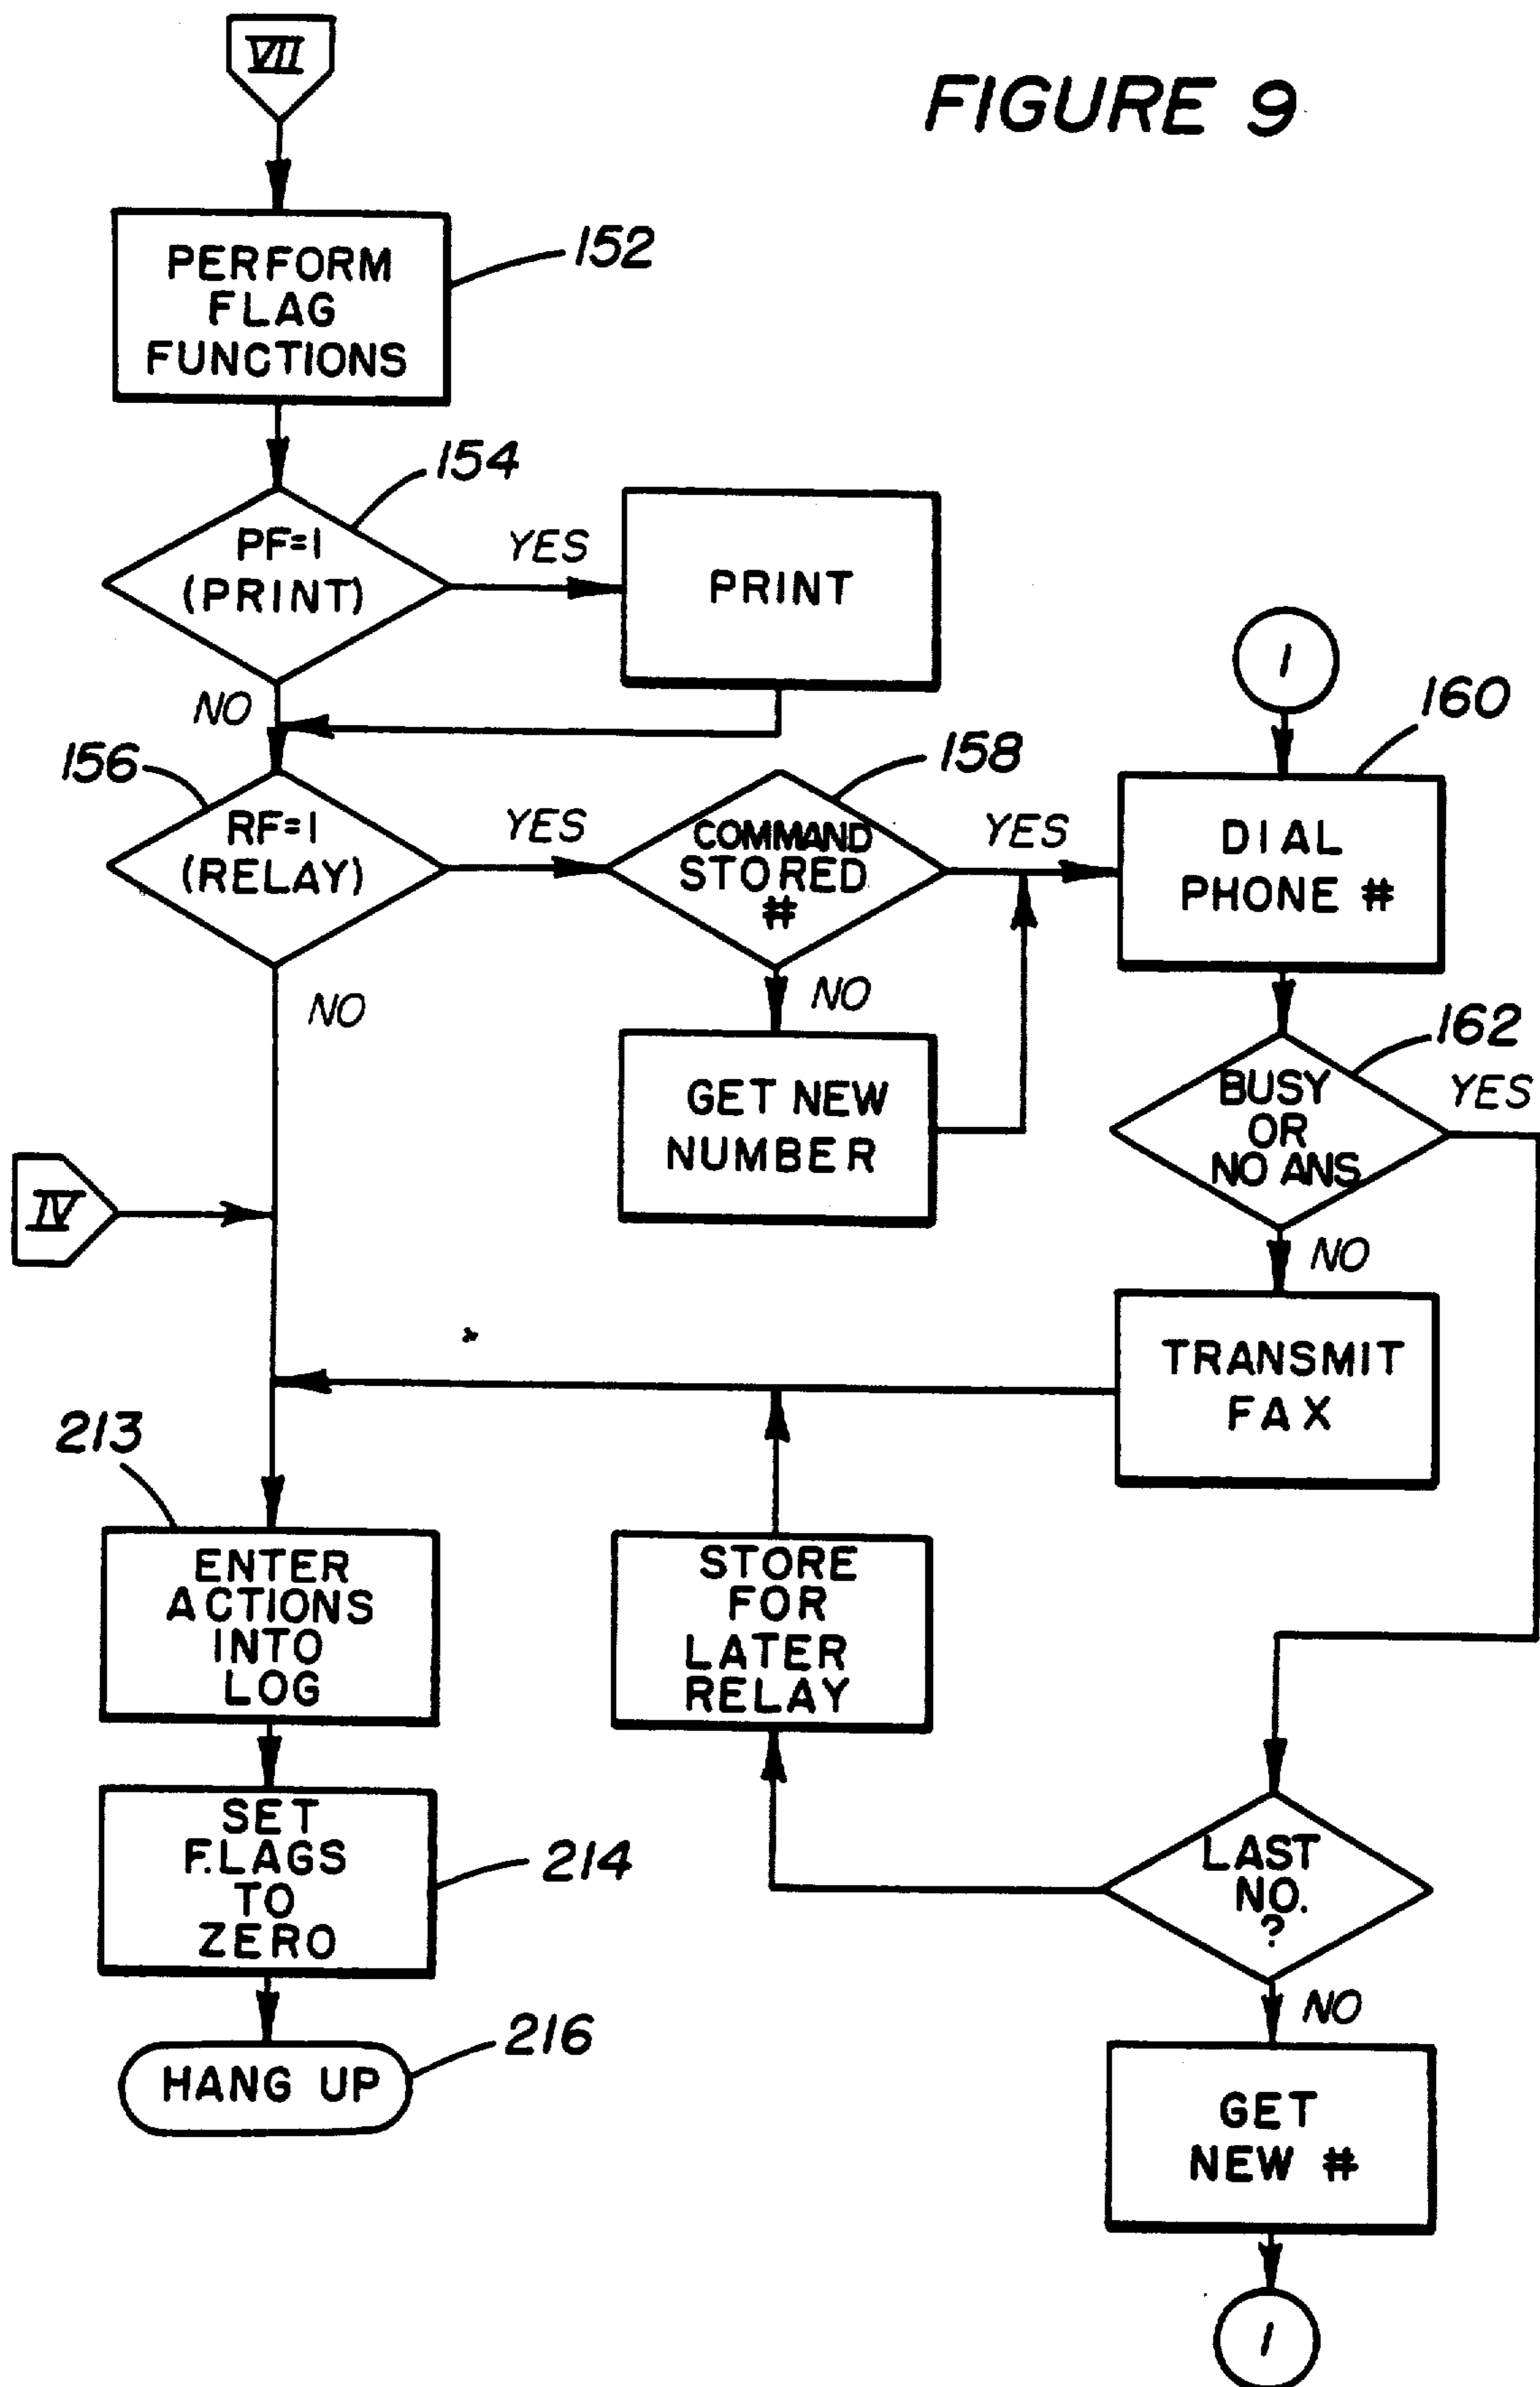 VII
FIGURE 9
PERFORM
FLAG
FUNCTIONS
152
154
PF=1
(PRINT)
YES
PRINT
NO
1
160
156
RF=1
(RELAY)
YES
158
COMMAND
STORED
#
YES
DIAL
PHONE #
NO
NO
GET NEW
NUMBER
162
BUSY
OR
NO ANS
YES
IV
NO
TRANSMIT
FAX
213
ENTER
ACTIONS
INTO
LOG
STORE
FOR
LATER
RELAY
SET
F.LAGS
TO
ZERO
214
LAST
NO.
?
NO
HANG UP
216
GET
NEW #
1